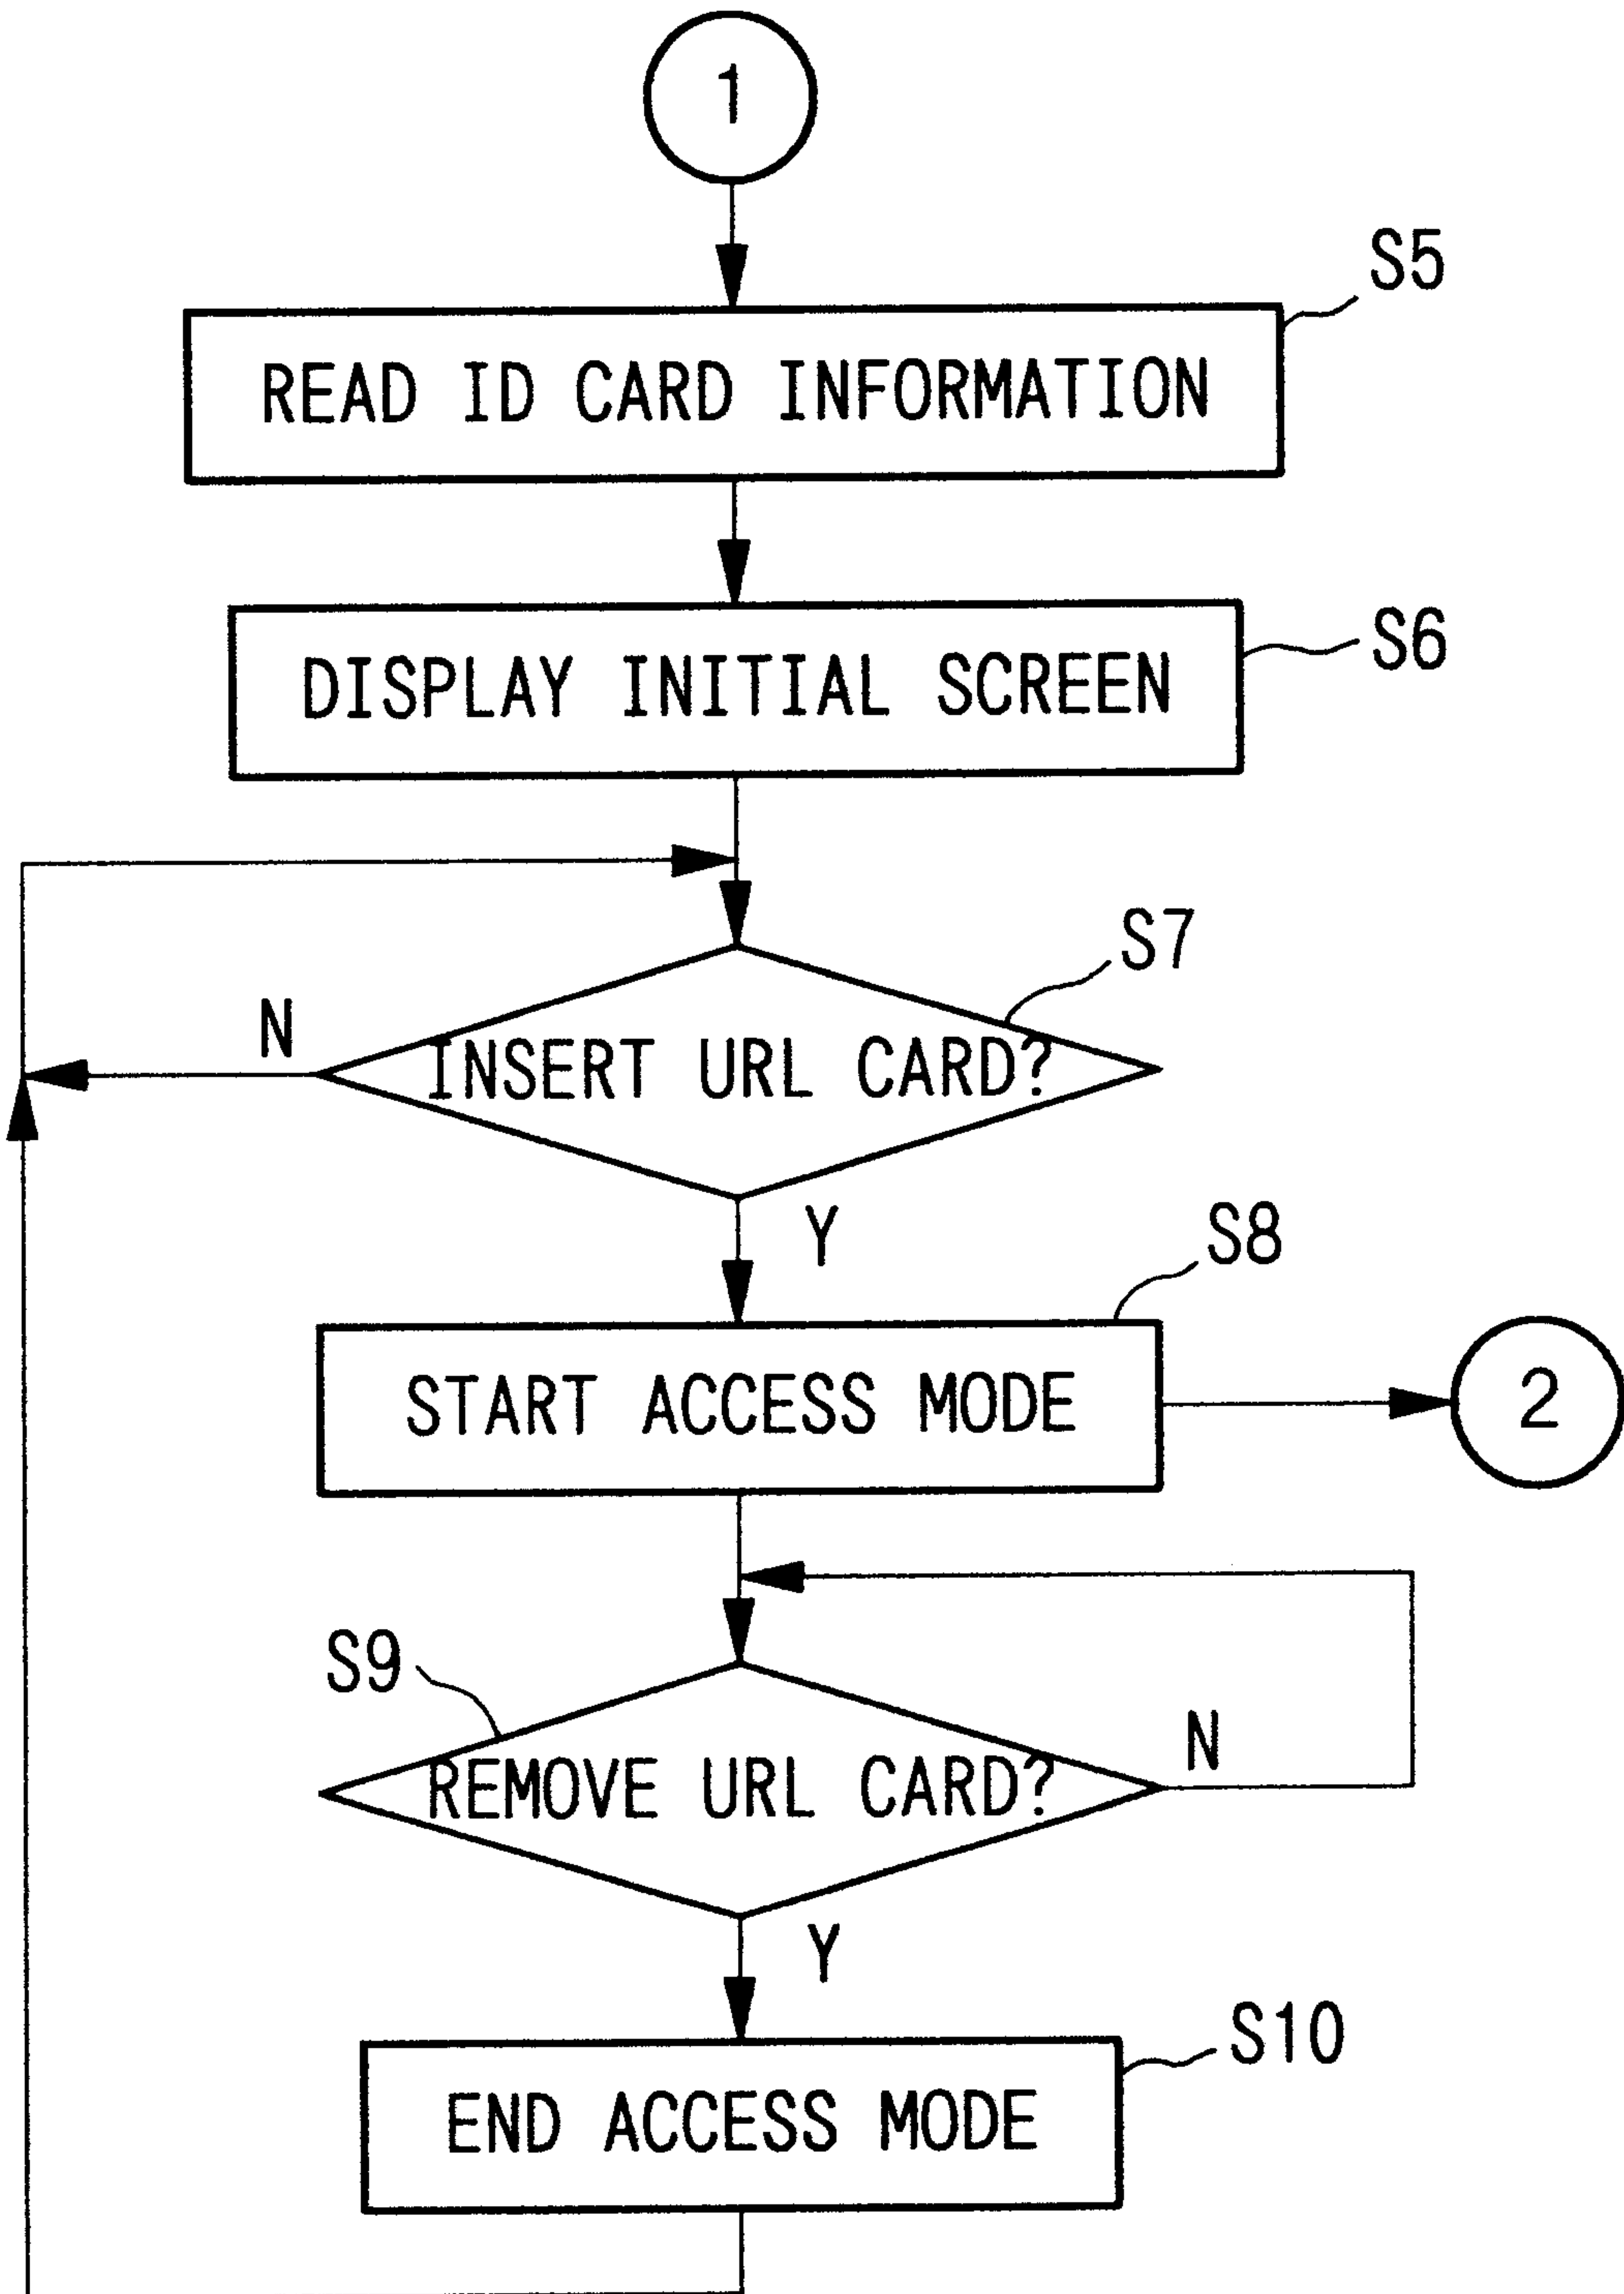 1
S5
READ ID CARD INFORMATION
S6
DISPLAY INITIAL SCREEN
S7
N
INSERT URL CARD?
Y
S8
START ACCESS MODE
2
S9
N
REMOVE URL CARD?
Y
S10
END ACCESS MODE